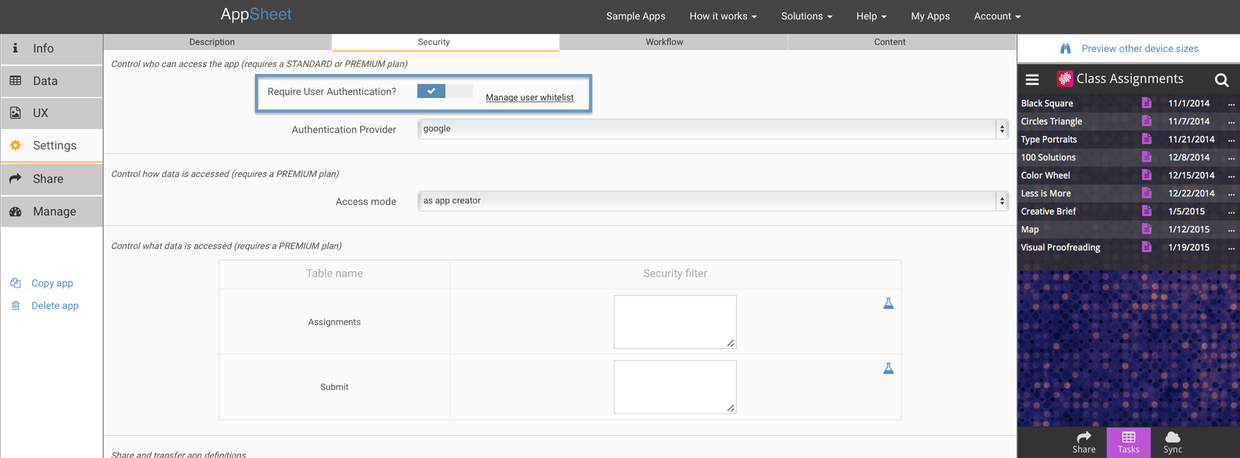 AppSheet
Sample Apps How it works Solutions Help My Apps Account
Info
Data
UX
Settings
Share
Manage
Copy app
Delete app
Description Security Workflow Content
Control who can access the app (requires a STANDARD or PREMIUM plan)
Require User Authentication? Manage user whitelist
Authentication Provider google
Control how data is accessed (requires a PREMIUM plan)
Access mode as app creator
Control what data is accessed (requires a PREMIUM plan)
Table name Security filter
Assignments
Submit
Share and transfer app definitions
Preview other device sizes
Class Assignments
Black Square 11/1/2014 ...
Circles Triangle 11/7/2014 ...
Type Portraits 11/21/2014 ...
100 Solutions 12/8/2014 ...
Color Wheel 12/15/2014 ...
Less is More 12/22/2014 ...
Creative Brief 1/5/2015 ...
Map 1/12/2015 ...
Visual Proofreading 1/19/2015 ...
Share Tasks Sync